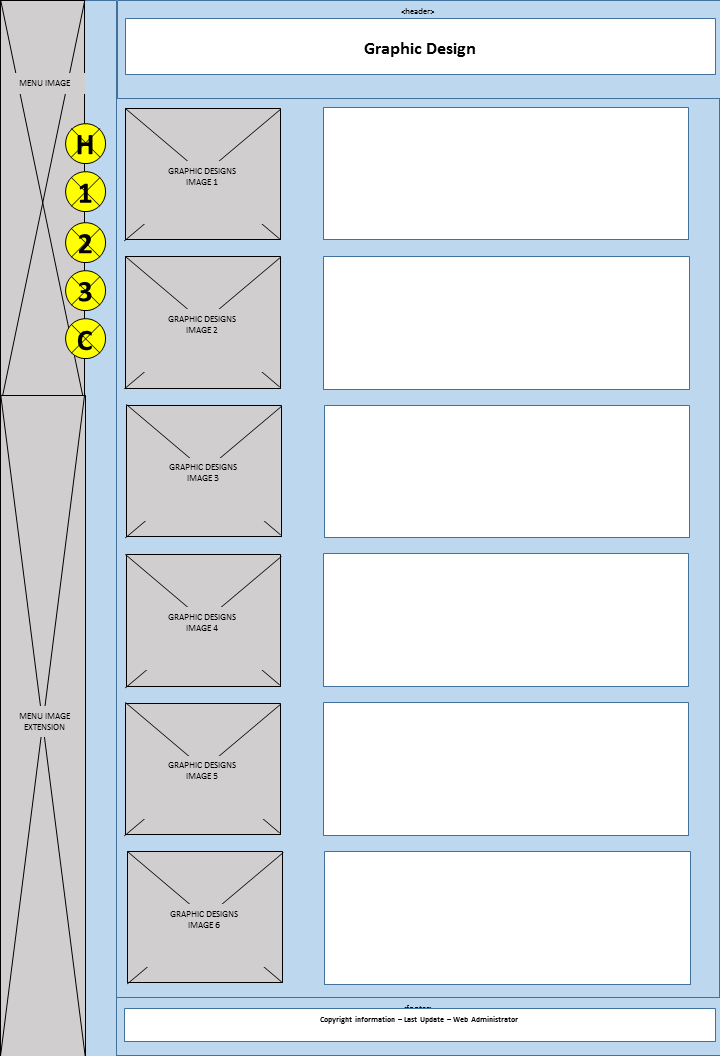 <header>
Graphic Design
MENU IMAGE
H
1
2
3
C
GRAPHIC DESIGNS
IMAGE 1
GRAPHIC DESIGNS
IMAGE 2
GRAPHIC DESIGNS
IMAGE 3
GRAPHIC DESIGNS
IMAGE 4
GRAPHIC DESIGNS
IMAGE 5
GRAPHIC DESIGNS
IMAGE 6
MENU IMAGE
EXTENSION
Copyright information – Last Update – Web Administrator